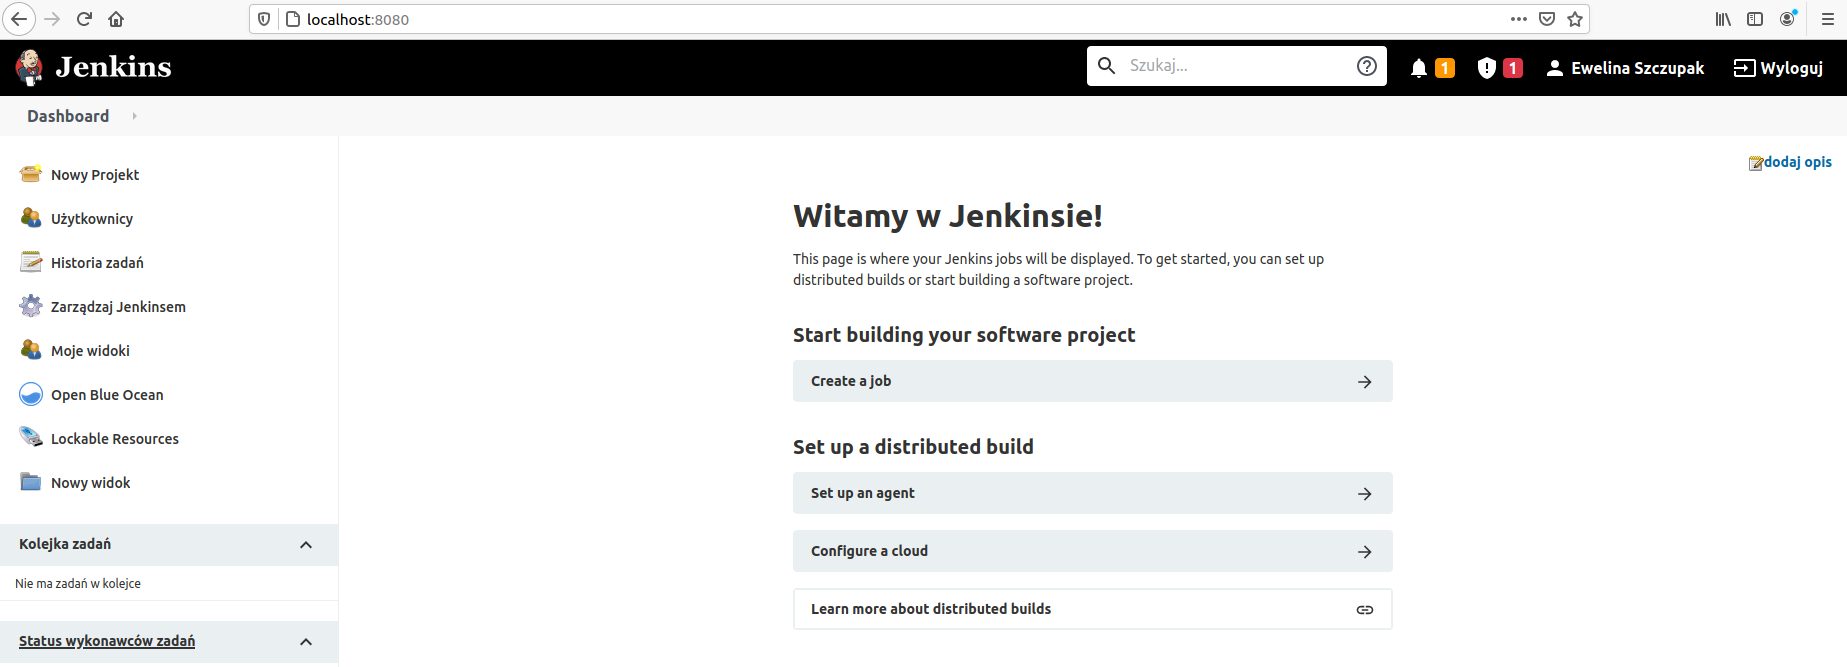 localhost:8080
Jenkins
Szukaj...
1
1
Ewelina Szczupak
Wyloguj
Dashboard
Nowy Projekt
Użytkownicy
Historia zadań
Zarządzaj Jenkinsem
Moje widoki
Open Blue Ocean
Lockable Resources
Nowy widok
Kolejka zadań
Nie ma zadań w kolejce
Status wykonawców zadań
dodaj opis
Witamy w Jenkinsie!
This page is where your Jenkins jobs will be displayed. To get started, you can set up
distributed builds or start building a software project.
Start building your software project
Create a job
Set up a distributed build
Set up an agent
Configure a cloud
Learn more about distributed builds